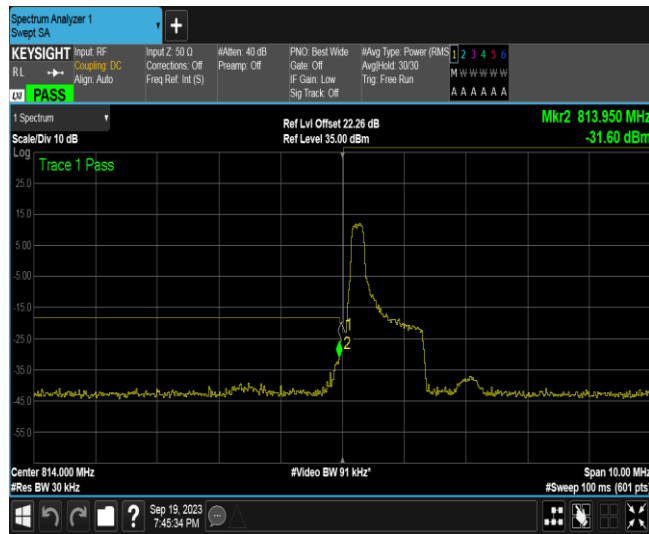 Spectrum Analyzer 1
Swept SA
+
KEYSIGHT
RL
LXI PASS
Input: RF
Coupling: DC
Align: Auto
Input Z: 50 Ω
Corrections: Off
Freq Ref: Int (S)
#Atten: 40 dB
Preamp: Off
PNO: Best Wide
Gate: Off
IF Gain: Low
Sig Track: Off
#Avg Type: Power (RMS
Avg|Hold: 30/30
Trig: Free Run
1 2 3 4 5 6
M W W W W W
A A A A A A
1 Spectrum
Scale/Div 10 dB
Log
Ref Lvl Offset 22.26 dB
Ref Level 35.00 dBm
Mkr2 813.950 MHz
-31.60 dBm
Trace 1 Pass
25.0
15.0
5.00
-5.00
-15.0
-25.0
-35.0
-45.0
-55.0
1
2
Center 814.000 MHz
#Res BW 30 kHz
#Video BW 91 kHz*
Span 10.00 MHz
#Sweep 100 ms (601 pts
?
Sep 19, 2023
7:45:34 PM